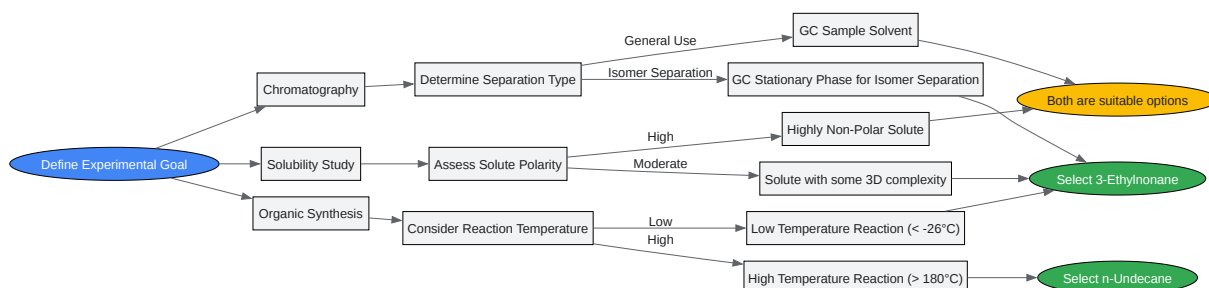 General Use
GC Sample Solvent
Isomer Separation
Chromatography
Determine Separation Type
GC Stationary Phase for Isomer Separation
Both are suitable options
High
Highly Non-Polar Solute
Define Experimental Goal
Solubility Study
Assess Solute Polarity
Moderate
Solute with some 3D complexity
Select 3-Ethylnonane
Organic Synthesis
Consider Reaction Temperature
Low
Low Temperature Reaction (< -26°C)
High
High Temperature Reaction (> 180°C)
Select n-Undecane